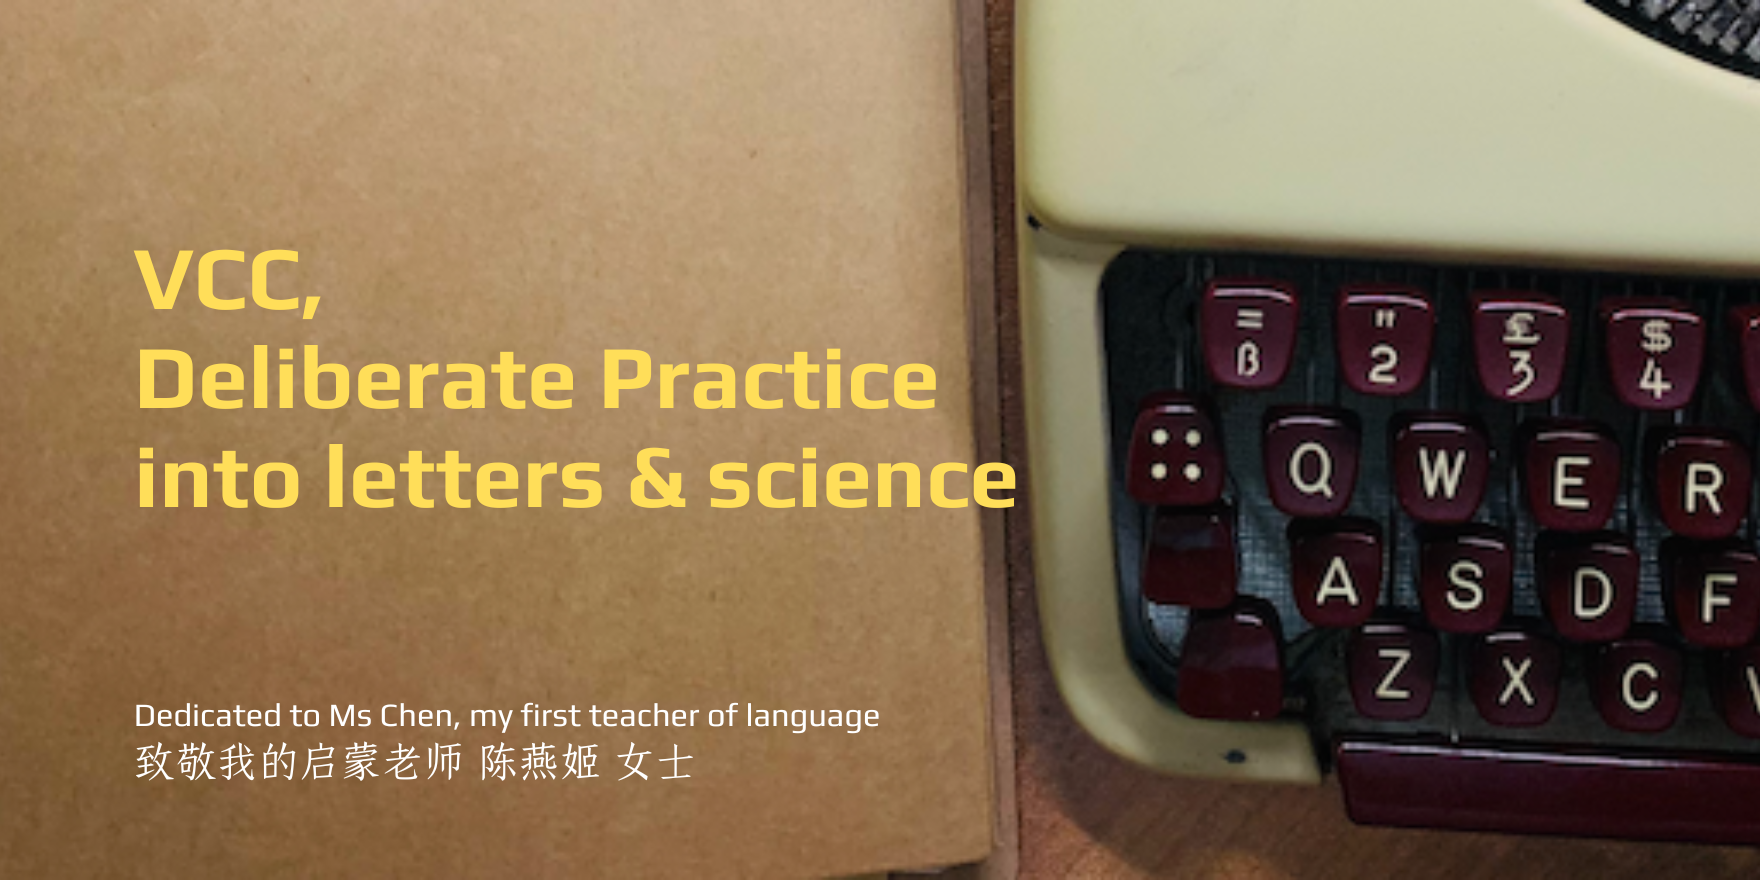 VCC,
Deliberate Practice
into letters & science
Dedicated to Ms Chen, my first teacher of language
致敬我的启蒙老师 陈燕姬 女士
= " £ $
ß 2 3 4
Q W E R
A S D F
Z X C